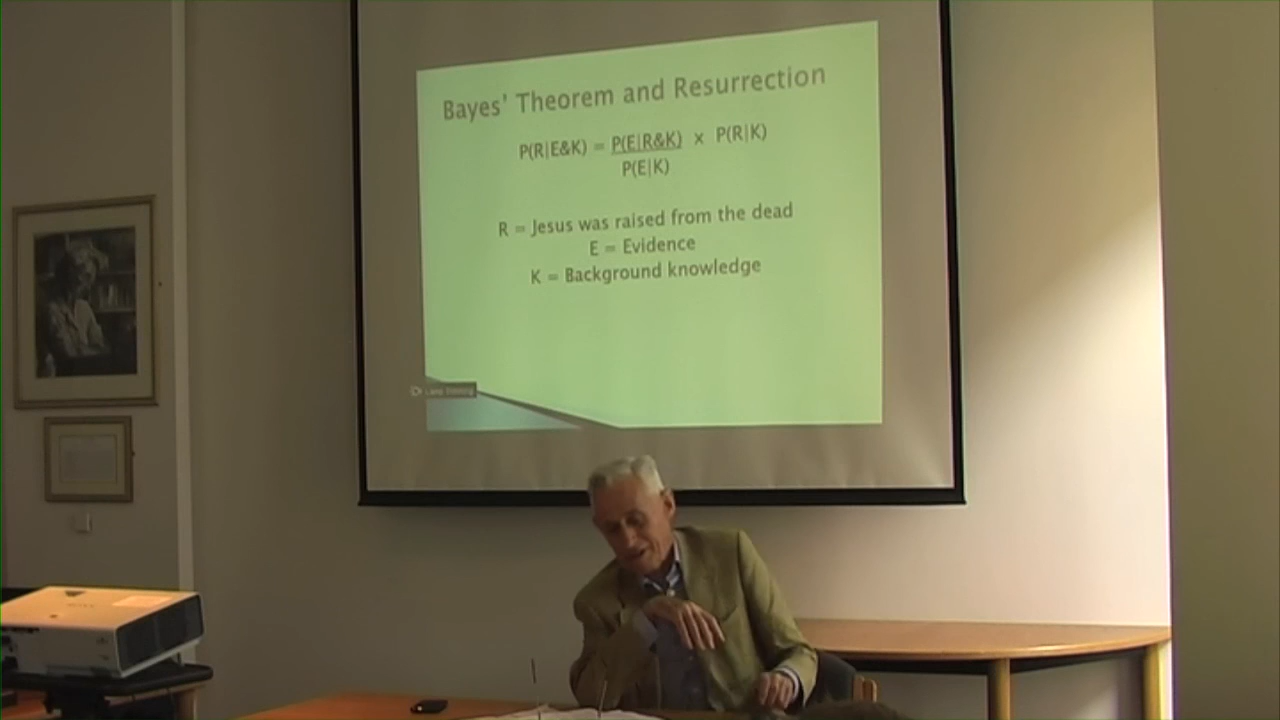 Bayes' Theorem and Resurrection
P(R|E&K) = P(E|R&K) x P(R|K)
P(E|K)
R = Jesus was raised from the dead
E = Evidence
K = Background knowledge